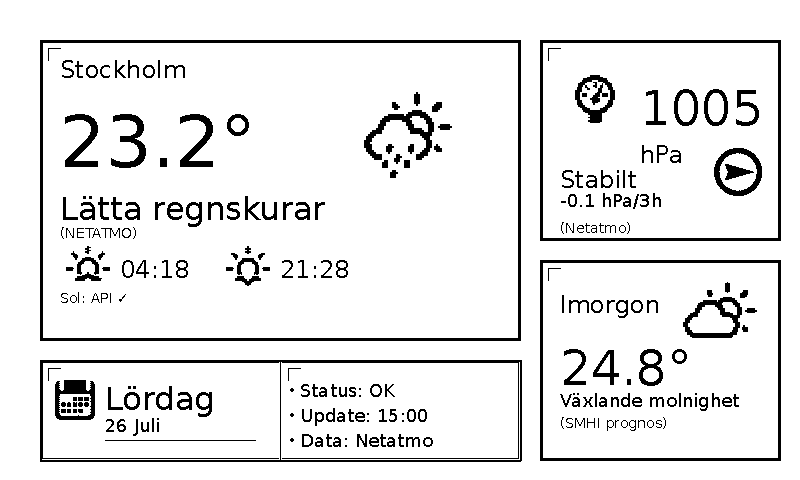 Stockholm
23.2°
Lätta regnskurar
(NETATMO)
04:18 21:28
Sol: API ✓
1005
hPa
Stabilt
-0.1 hPa/3h
(Netatmo)
Imorgon
24.8°
Växlande molnighet
(SMHI prognos)
Lördag
26 Juli
• Status: OK
• Update: 15:00
• Data: Netatmo